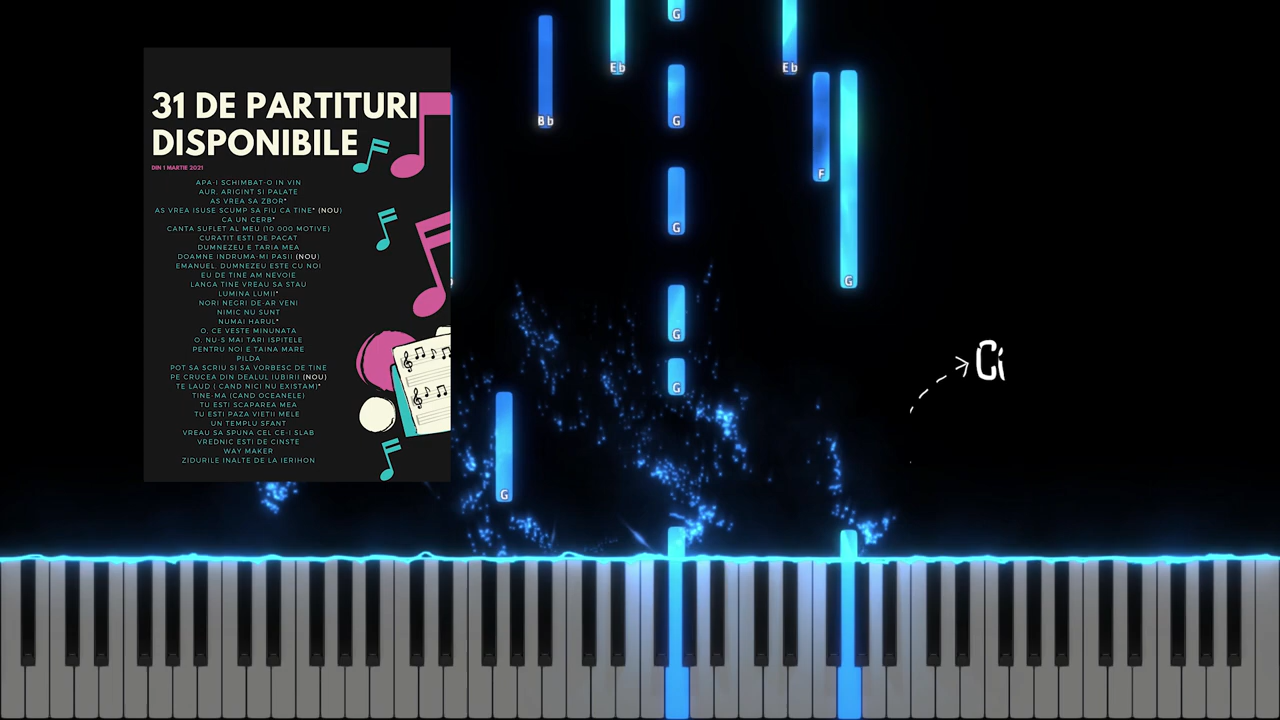 31 DE PARTITURI
DISPONIBILE
DIN 1 MARTIE 2021
APA-I SCHIMBAT-O IN VIN
AUR, ARIGINT SI PALATE
AS VREA SA ZBOR*
AS VREA ISUSE SCUMP SA FIU CA TINE* (NOU)
CA UN CERB*
CANTA SUFLET AL MEU (10 000 MOTIVE)
CURATIT ESTI DE PACAT
DUMNEZEU E TARIA MEA
DOAMNE INDRUMA-MI PASII (NOU)
EMANUEL, DUMNEZEU ESTE CU NOI
EU DE TINE AM NEVOIE
LANGA TINE VREAU SA STAU
LUMINA LUMII*
NORI NEGRI DE-AR VENI
NIMIC NU SUNT
NUMAI HARUL*
O, CE VESTE MINUNATA
O, NU-S MAI TARI ISPITELE
PENTRU NOI E TAINA MARE
PILDA
POT SA SCRIU SI SA VORBESC DE TINE
PE CRUCEA DIN DEALUL IUBIRII (NOU)
TE LAUD ( CAND NICI NU EXISTAM)*
TINE-MA (CAND OCEANELE)
TU ESTI SCAPAREA MEA
TU ESTI PAZA VIETII MELE
UN TEMPLU SFANT
VREAU SA SPUNA CEL CE-I SLAB
VREDNIC ESTI DE CINSTE
WAY MAKER
ZIDURILE INALTE DE LA IERIHON
G
Eb
Eb
Bb
G
F
G
G
G
G
G
Ci